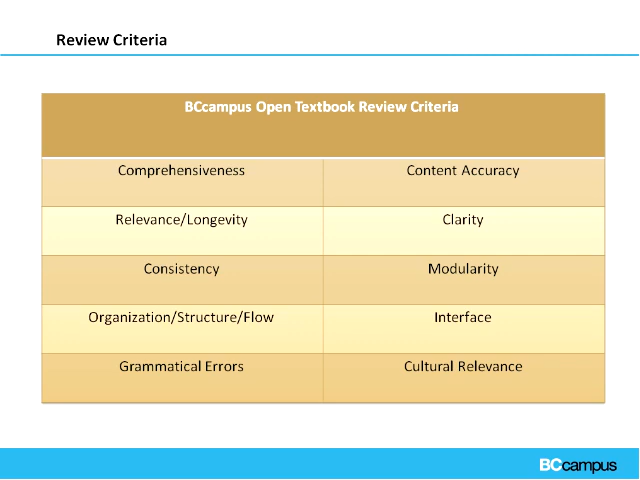 Review Criteria
BCcampus Open Textbook Review Criteria
Comprehensiveness
Content Accuracy
Relevance/Longevity
Clarity
Consistency
Modularity
Organization/Structure/Flow
Interface
Grammatical Errors
Cultural Relevance
BCcampus